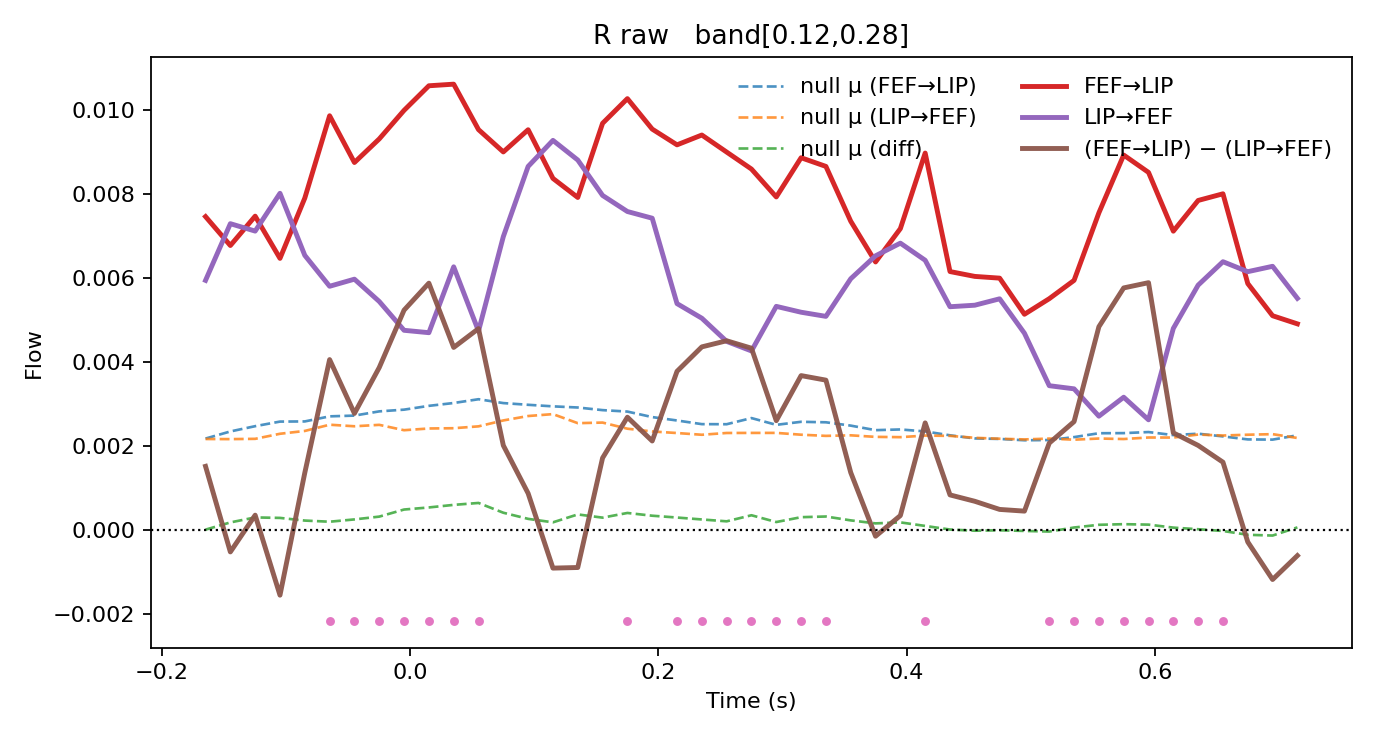 R raw band[0.12,0.28]
null μ (FEF→LIP)
null μ (LIP→FEF)
null μ (diff)
FEF→LIP
LIP→FEF
(FEF→LIP) − (LIP→FEF)
Flow
0.010
0.008
0.006
0.004
0.002
0.000
−0.002
−0.2
0.0
0.2
0.4
0.6
Time (s)